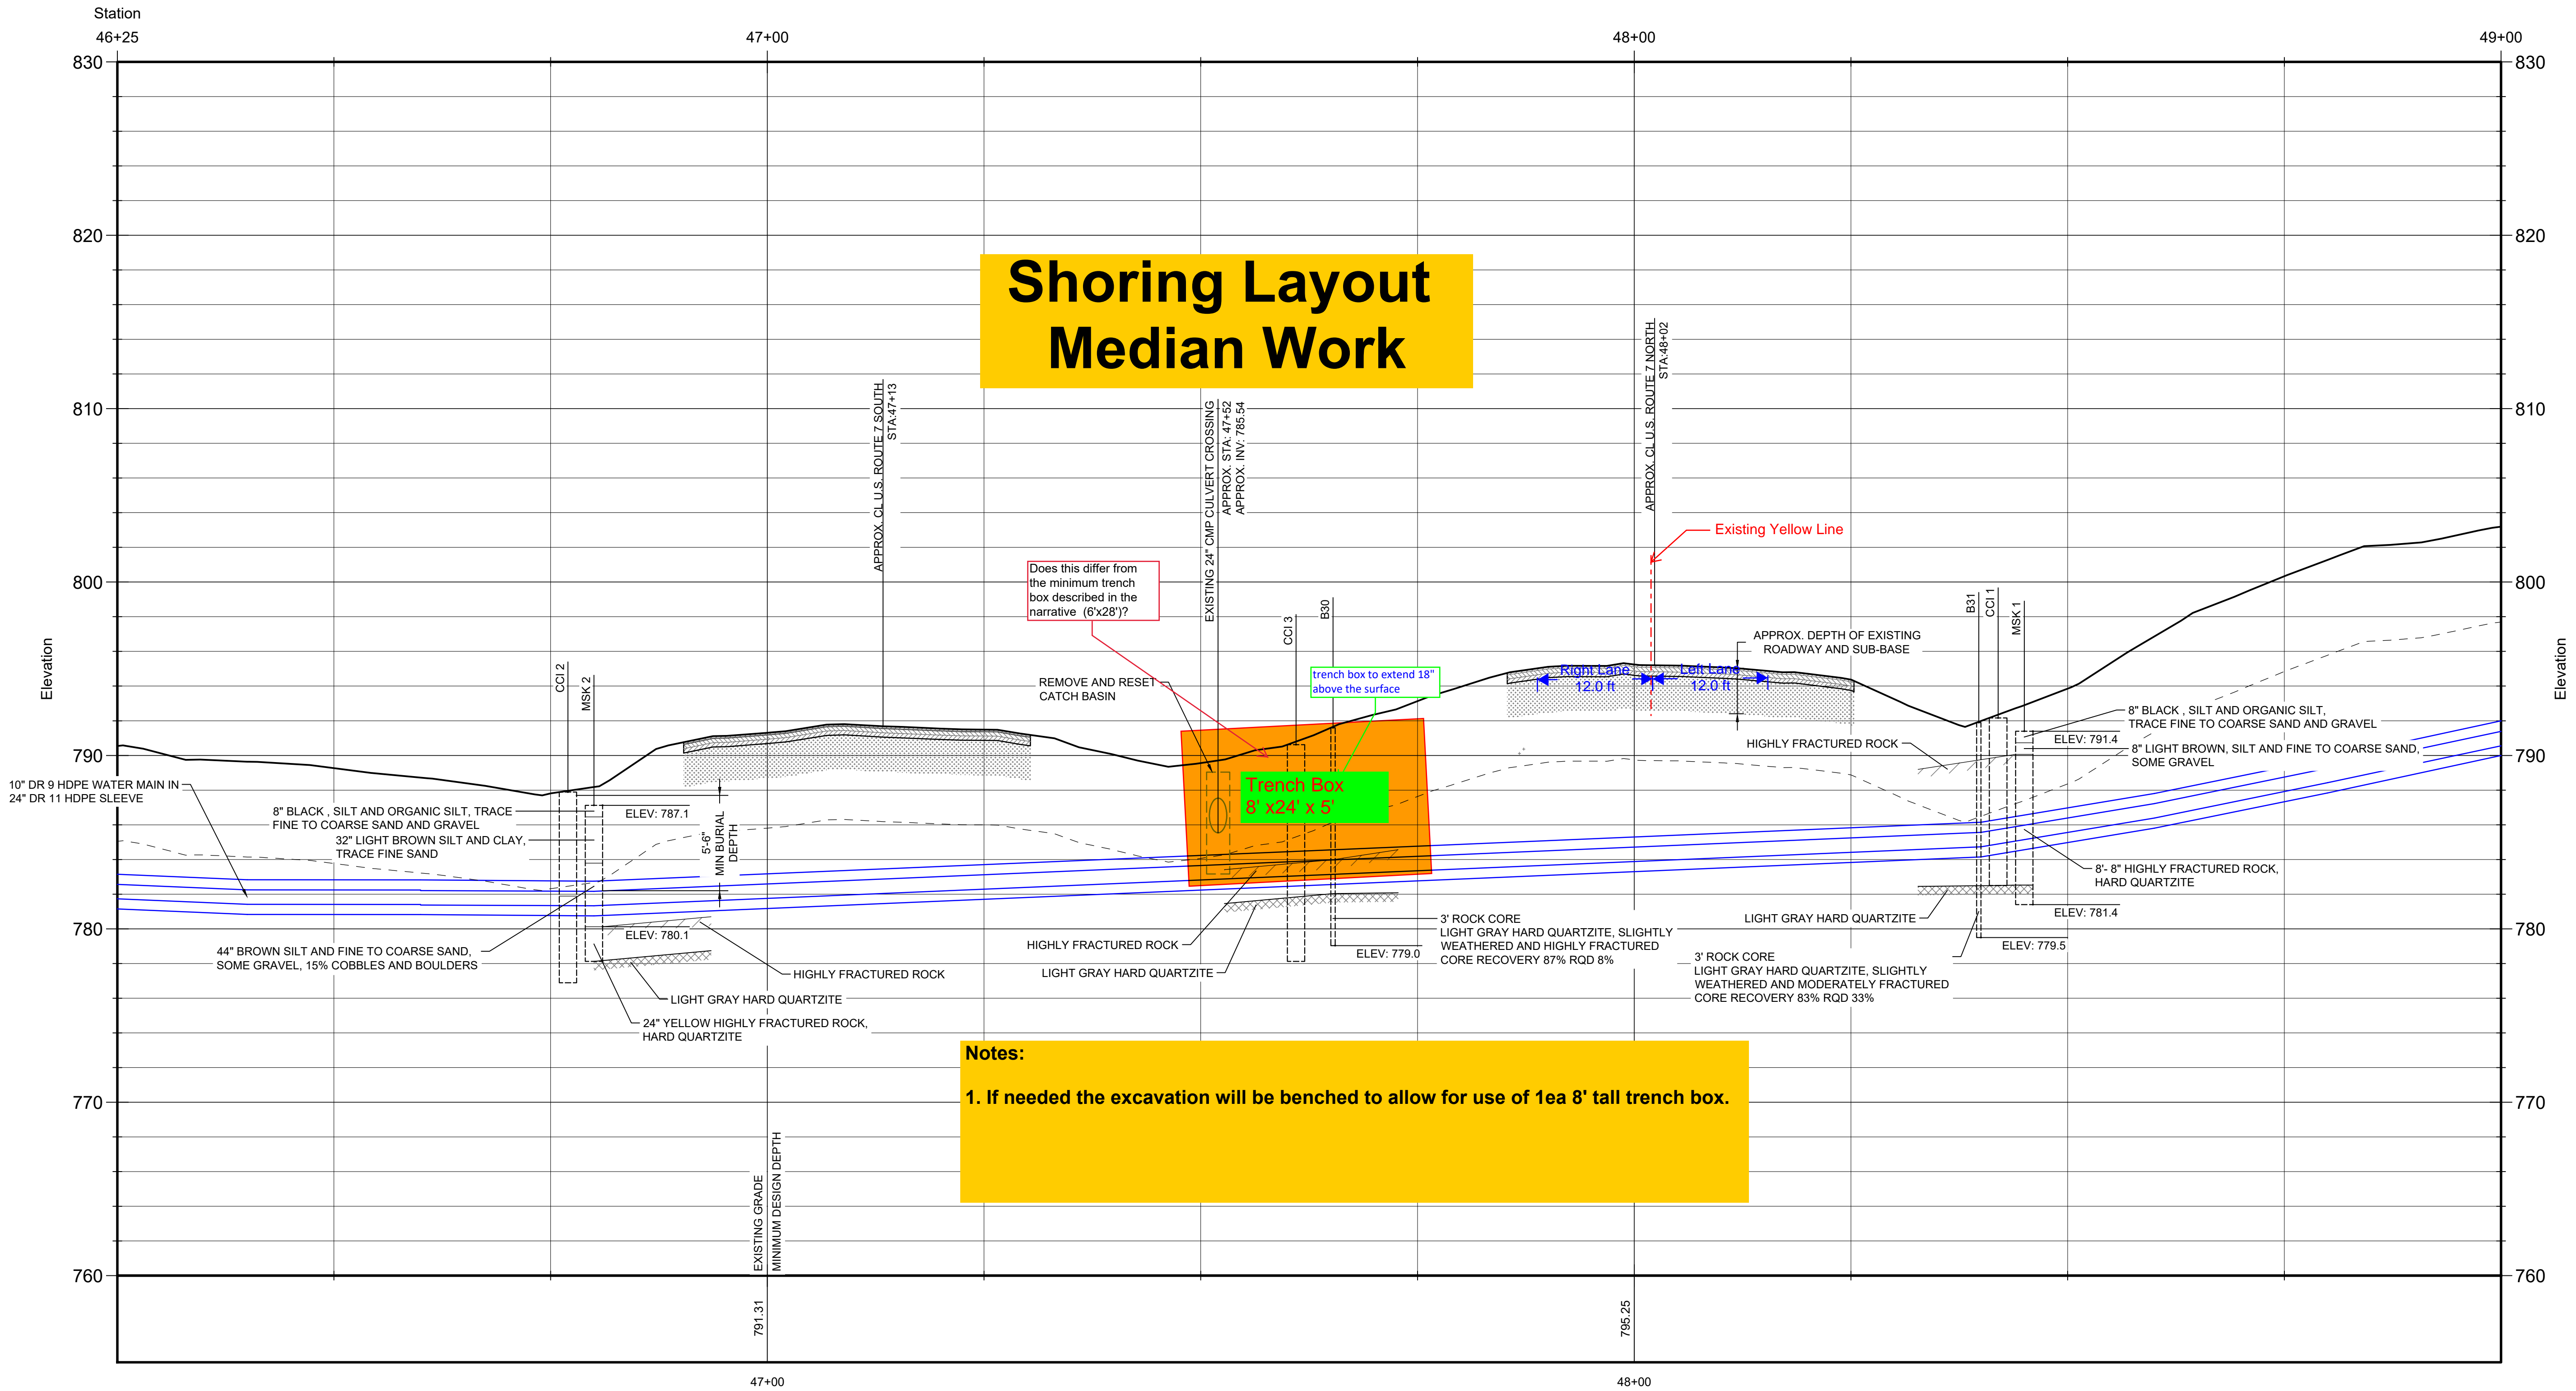 Station
46+25
47+00
48+00
49+00
830
830
820
820
810
810
800
800
790
790
780
780
770
770
760
760
Elevation
Elevation
Shoring Layout
Median Work
APPROX. CL U.S. ROUTE 7 SOUTH
STA:47+13
EXISTING 24" CMP CULVERT CROSSING
APPROX. STA: 47+52
APPROX. INV: 785.54
APPROX. CL U.S. ROUTE 7 NORTH
STA:48+02
Existing Yellow Line
Does this differ from
the minimum trench
box described in the
narrative (6'x28')?
CCI 3
B30
B31
CCI 1
MSK 1
CCI 2
MSK 2
REMOVE AND RESET
CATCH BASIN
trench box to extend 18"
above the surface
Right Lane
12.0 ft
Left Lane
12.0 ft
APPROX. DEPTH OF EXISTING
ROADWAY AND SUB-BASE
HIGHLY FRACTURED ROCK
8" BLACK , SILT AND ORGANIC SILT,
TRACE FINE TO COARSE SAND AND GRAVEL
ELEV: 791.4
8" LIGHT BROWN, SILT AND FINE TO COARSE SAND,
SOME GRAVEL
10" DR 9 HDPE WATER MAIN IN
24" DR 11 HDPE SLEEVE
8" BLACK , SILT AND ORGANIC SILT, TRACE
FINE TO COARSE SAND AND GRAVEL
32" LIGHT BROWN SILT AND CLAY,
TRACE FINE SAND
ELEV: 787.1
5'-6"
MIN BURIAL
DEPTH
Trench Box
8' x24' x 5'
8'- 8" HIGHLY FRACTURED ROCK,
HARD QUARTZITE
ELEV: 781.4
LIGHT GRAY HARD QUARTZITE
ELEV: 779.5
3' ROCK CORE
LIGHT GRAY HARD QUARTZITE, SLIGHTLY
WEATHERED AND MODERATELY FRACTURED
CORE RECOVERY 83% RQD 33%
3' ROCK CORE
LIGHT GRAY HARD QUARTZITE, SLIGHTLY
WEATHERED AND HIGHLY FRACTURED
CORE RECOVERY 87% RQD 8%
ELEV: 779.0
HIGHLY FRACTURED ROCK
LIGHT GRAY HARD QUARTZITE
ELEV: 780.1
44" BROWN SILT AND FINE TO COARSE SAND,
SOME GRAVEL, 15% COBBLES AND BOULDERS
HIGHLY FRACTURED ROCK
LIGHT GRAY HARD QUARTZITE
24" YELLOW HIGHLY FRACTURED ROCK,
HARD QUARTZITE
Notes:
1. If needed the excavation will be benched to allow for use of 1ea 8' tall trench box.
EXISTING GRADE
MINIMUM DESIGN DEPTH
791.31
795.25
47+00
48+00